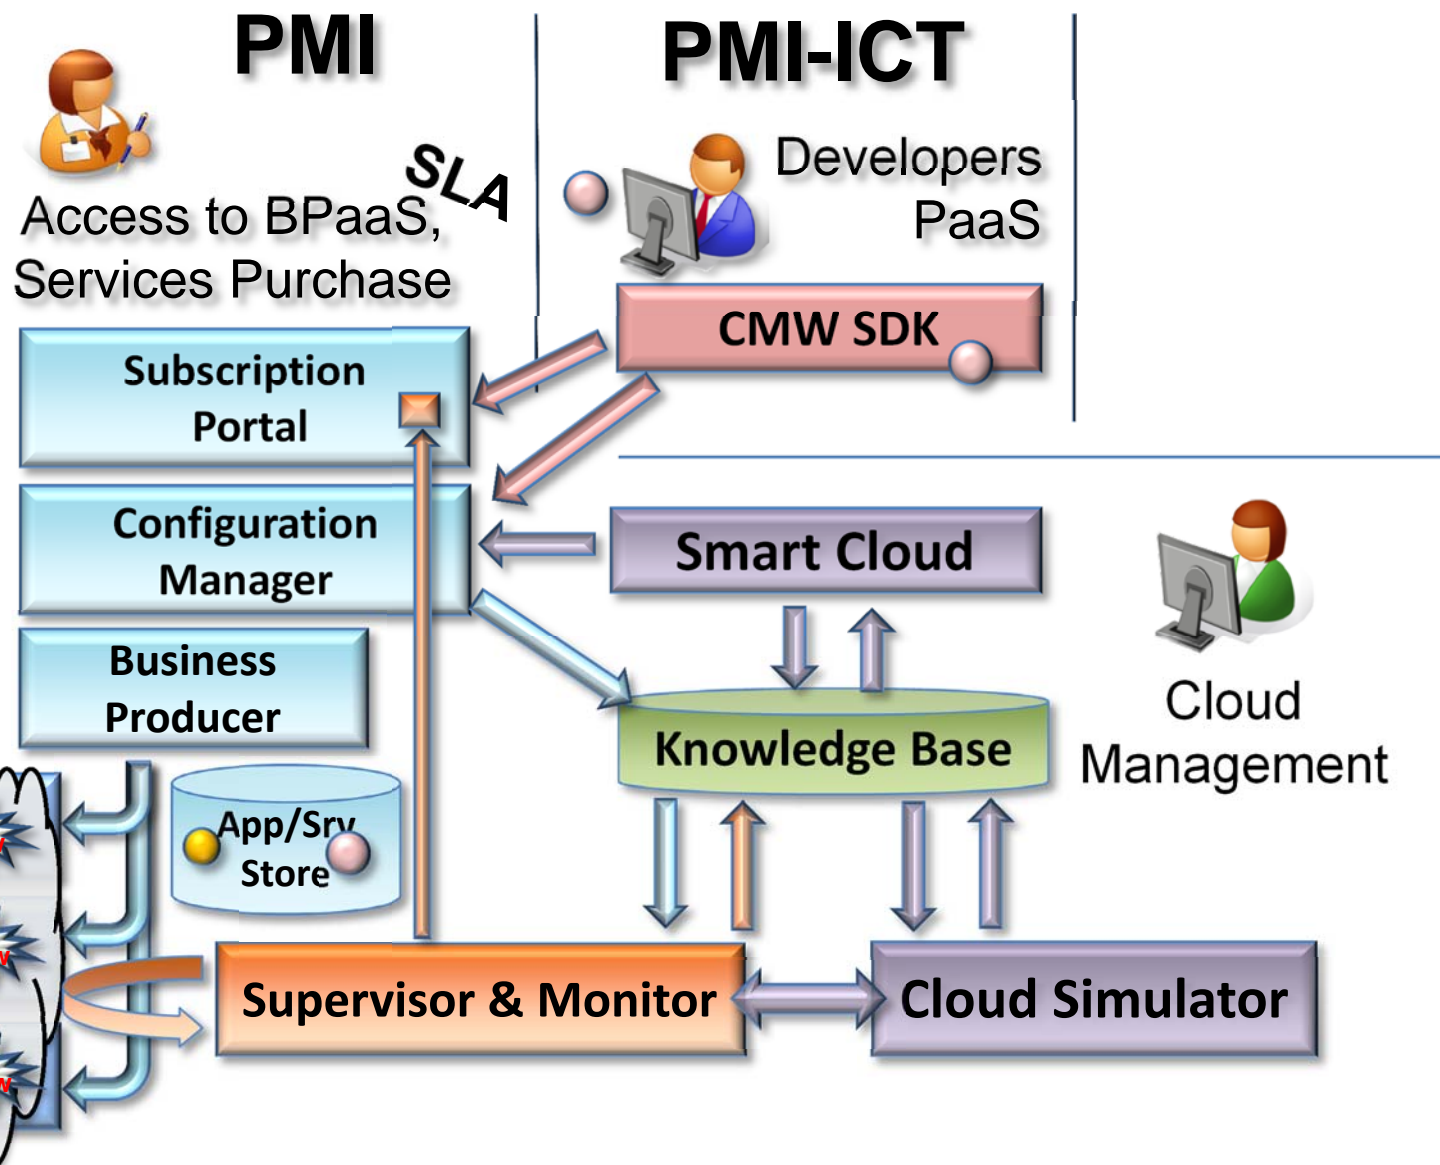 PMI
PMI-ICT
SLA
Developers
PaaS
Access to BPaaS,
Services Purchase
CMW SDK
Subscription
Portal
Configuration
Manager
Smart Cloud
Business
Producer
Knowledge Base
Cloud
Management
App/Srv
Store
Supervisor & Monitor
Cloud Simulator